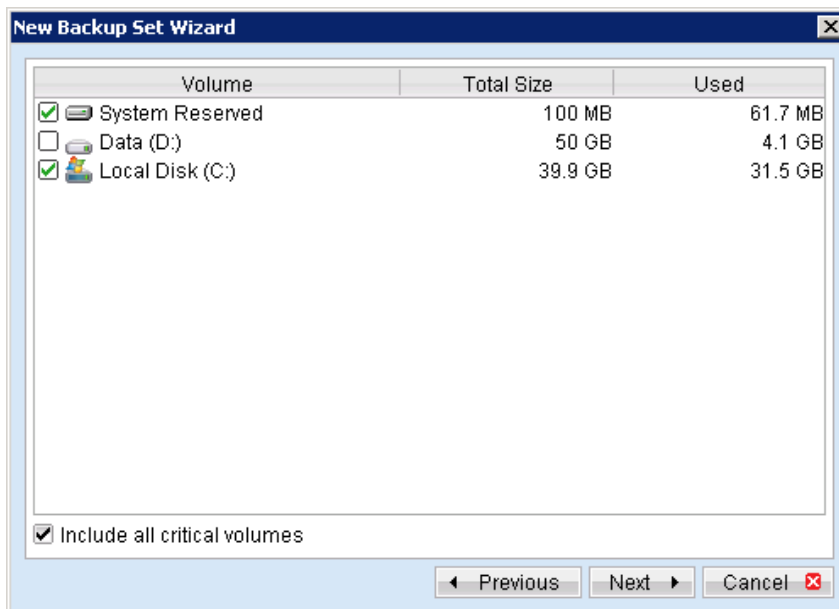 New Backup Set Wizard
Volume Total Size Used
System Reserved 100 MB 61.7 MB
Data (D:) 50 GB 4.1 GB
Local Disk (C:) 39.9 GB 31.5 GB
Include all critical volumes
Previous Next Cancel